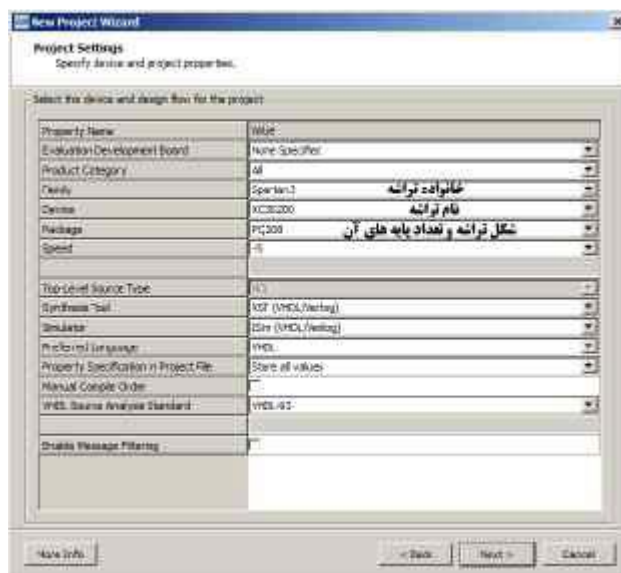 New Project Wizard
Project Settings
Specify device and project properties.
Select the device and design flow for the project
Property Name Value
Evaluation Development Board None Specified
Product Category All
Family Spartan3 خانواده تراشه
Device XC3S200 نام تراشه
Package شکل تراشه و تعداد پایه های آن
Speed -5
Top-Level Source Type HDL
Synthesis Tool XST (VHDL/Verilog)
Simulator ISim (VHDL/Verilog)
Preferred Language VHDL
Property Specification in Project File Store all values
Manual Compile Order
VHDL Source Analysis Standard VHDL-93
Enable Message Filtering
More Info < Back Next > Cancel